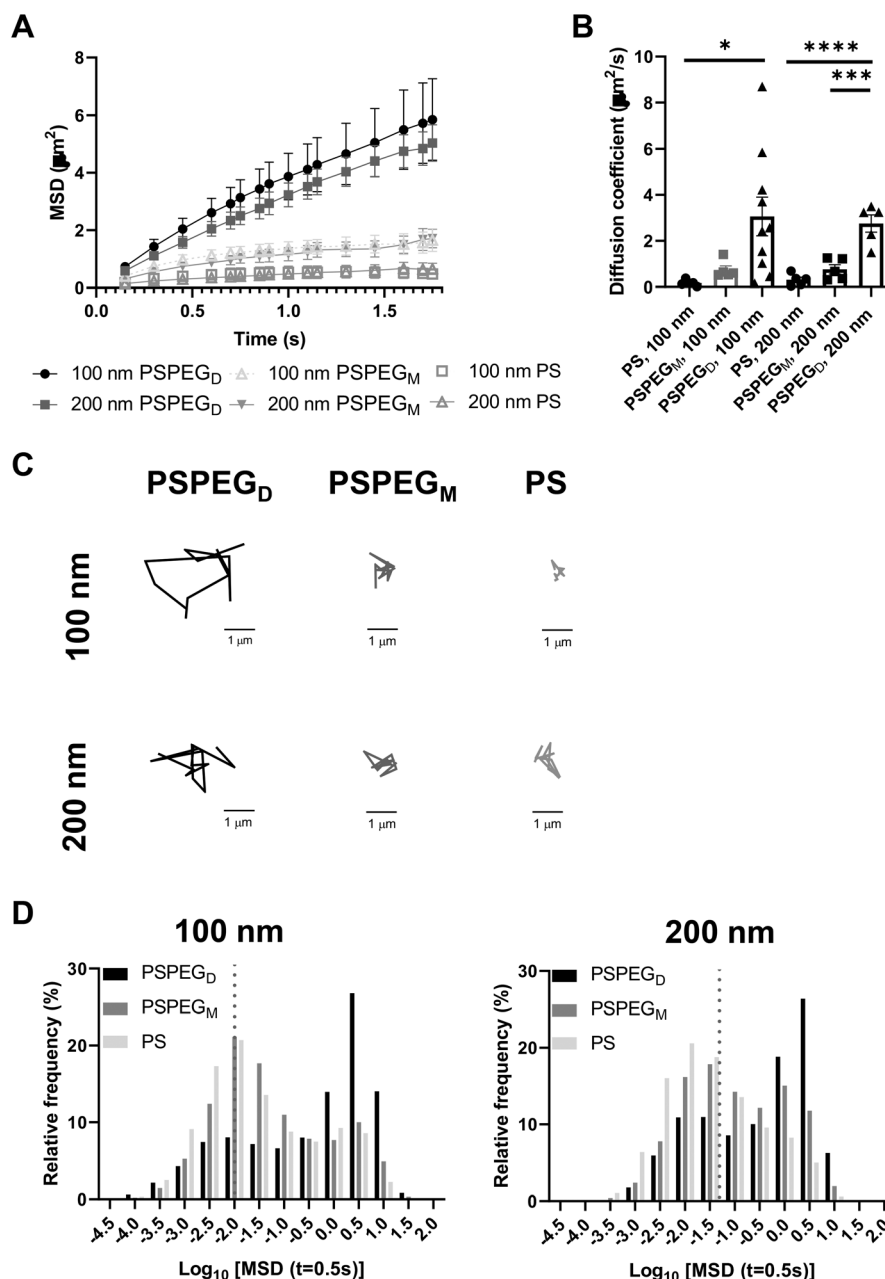 A
MSD (μm²)
8
6
4
2
0
0.0 0.5 1.0 1.5
Time (s)
100 nm PSPEG_D 100 nm PSPEG_M 100 nm PS
200 nm PSPEG_D 200 nm PSPEG_M 200 nm PS
B
Diffusion coefficient (μm²/s)
10
8
6
4
2
0
* **** ***
PS, 100 nm
PSPEG_M, 100 nm
PSPEG_D, 100 nm
PS, 200 nm
PSPEG_M, 200 nm
PSPEG_D, 200 nm
C
PSPEG_D PSPEG_M PS
100 nm
1 μm 1 μm 1 μm
200 nm
1 μm 1 μm 1 μm
D
100 nm
Relative frequency (%)
30
20
10
0
PSPEG_D
PSPEG_M
PS
-4.5 -4.0 -3.5 -3.0 -2.5 -2.0 -1.5 -1.0 -0.5 0.0 0.5 1.0 1.5 2.0
Log₁₀ [MSD (t=0.5s)]
200 nm
Relative frequency (%)
30
20
10
0
PSPEG_D
PSPEG_M
PS
-4.5 -4.0 -3.5 -3.0 -2.5 -2.0 -1.5 -1.0 -0.5 0.0 0.5 1.0 1.5 2.0
Log₁₀ [MSD (t=0.5s)]